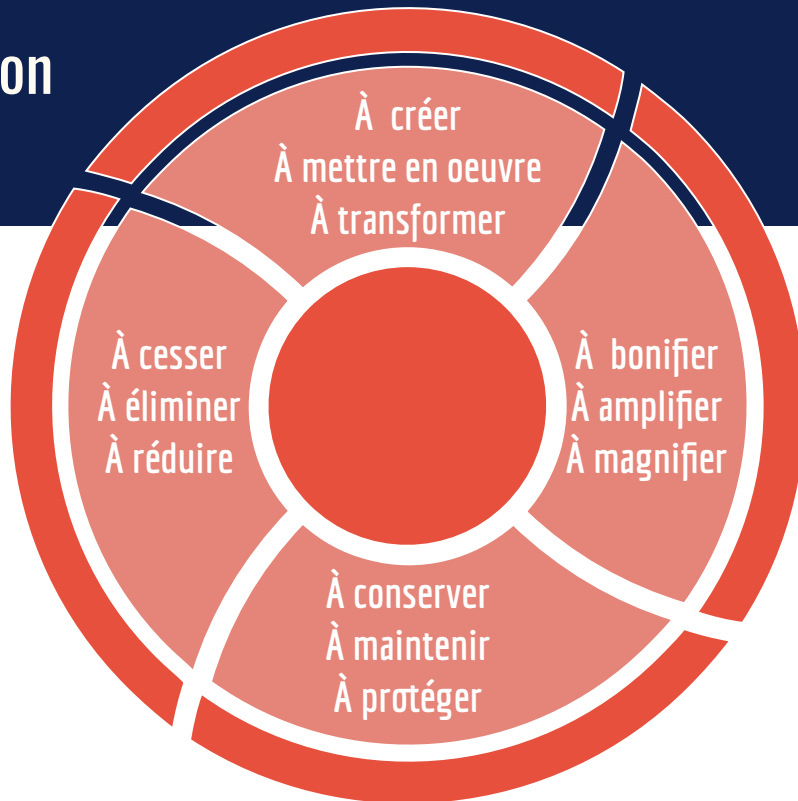 on
À créer
À mettre en oeuvre
À transformer
À cesser
À éliminer
À réduire
À bonifier
À amplifier
À magnifier
À conserver
À maintenir
À protéger